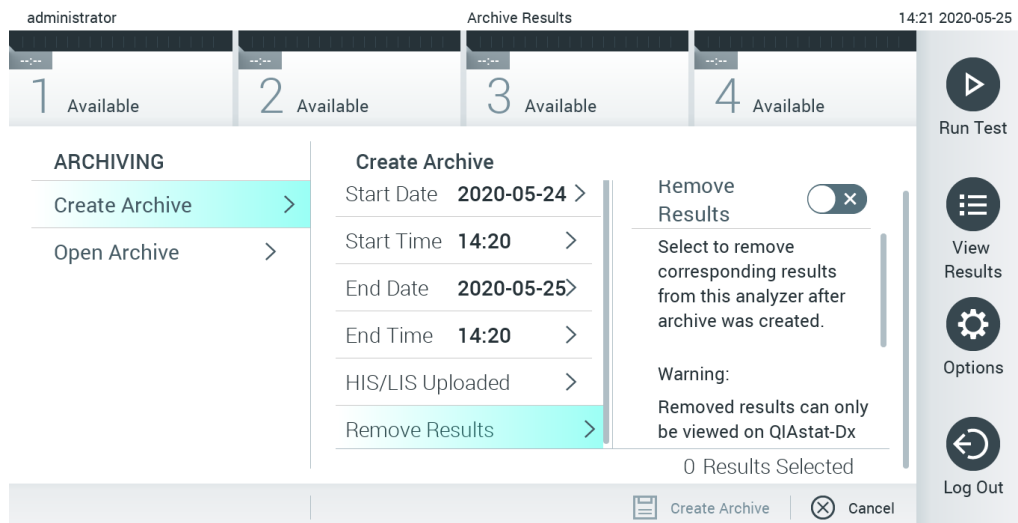 administrator
Archive Results
14:21 2020-05-25
--:--
1 Available
--:--
2 Available
--:--
3 Available
--:--
4 Available
Run Test
View
Results
Options
Log Out
ARCHIVING
Create Archive
Open Archive
Create Archive
Start Date 2020-05-24
Start Time 14:20
End Date 2020-05-25
End Time 14:20
HIS/LIS Uploaded
Remove Results
Remove
Results
Select to remove
corresponding results
from this analyzer after
archive was created.
Warning:
Removed results can only
be viewed on QIAstat-Dx
0 Results Selected
Create Archive
Cancel